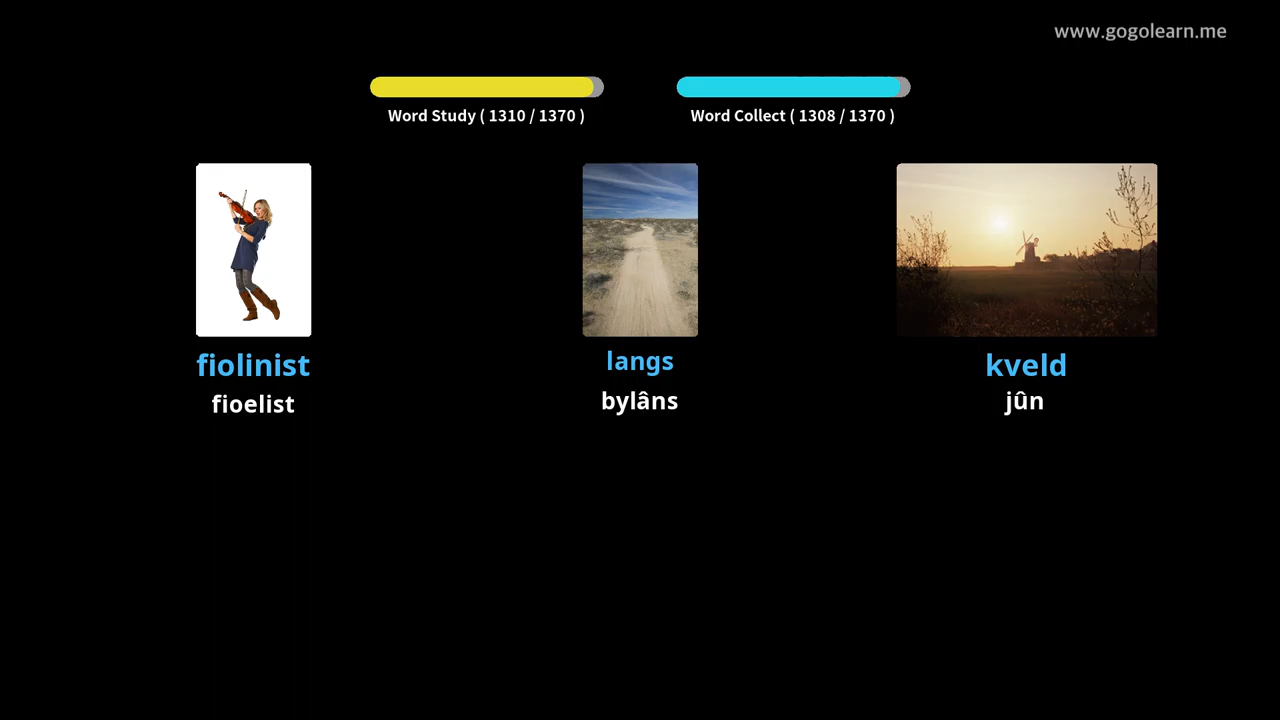 www.gogolearn.me
Word Study ( 1310 / 1370 )
Word Collect ( 1308 / 1370 )
fiolinist
fioelist
langs
bylâns
kveld
jûn